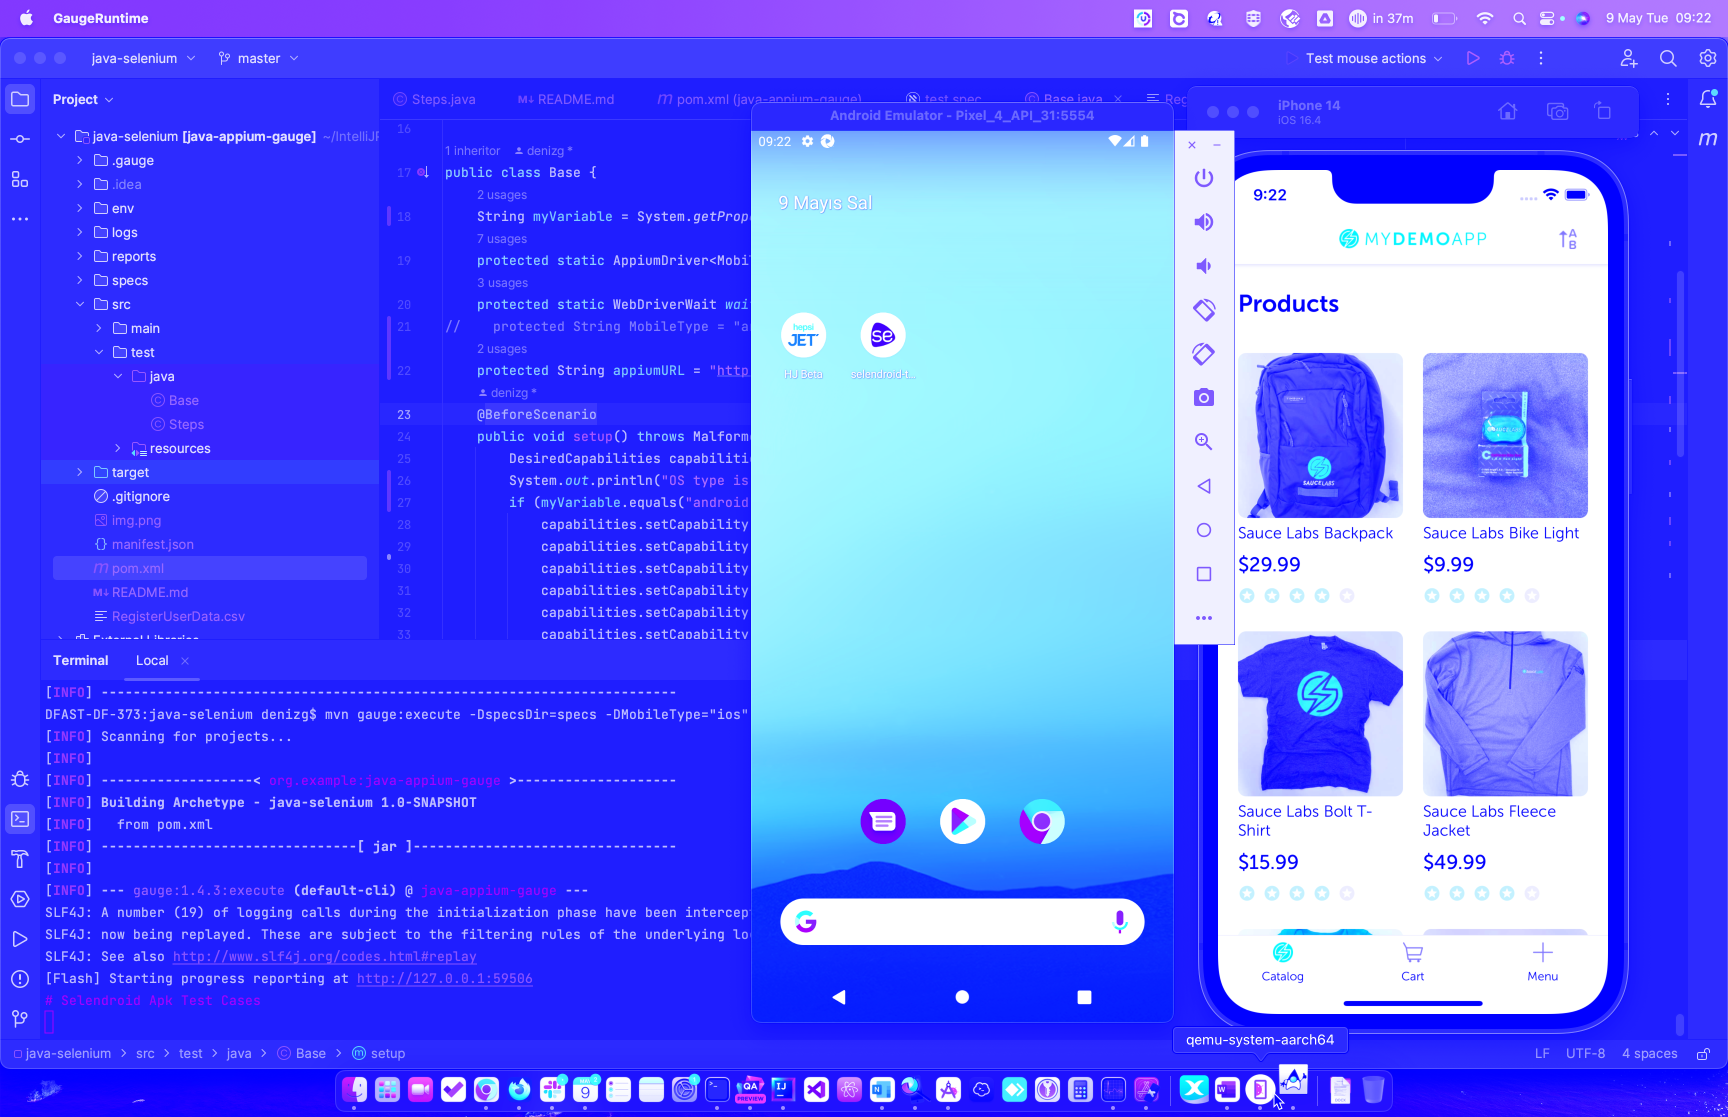 GaugeRuntime
in 37m
9 May Tue 09:22
java-selenium
master
Test mouse actions
Project
java-selenium [java-appium-gauge] ~/IntelliJP
.gauge
.idea
env
logs
reports
specs
src
main
test
java
Base
Steps
resources
target
.gitignore
img.png
manifest.json
pom.xml
README.md
RegisterUserData.csv
External Libraries
Steps.java
README.md
pom.xml (java-appium-gauge)
test.spec
Base.java
Reg
16
1 inheritor denizg *
17 public class Base {
2 usages
18 String myVariable = System.getPrope
7 usages
19 protected static AppiumDriver<Mobil
3 usages
20 protected static WebDriverWait wai
21 // protected String MobileType = "an
2 usages
22 protected String appiumURL = "http
denizg *
23 @BeforeScenario
24 public void setup() throws Malform
25 DesiredCapabilities capabiliti
26 System.out.println("OS type is
27 if (myVariable.equals("android
28 capabilities.setCapability
29 capabilities.setCapability
30 capabilities.setCapability
31 capabilities.setCapability
32 capabilities.setCapability
33 capabilities.setCapability
Terminal
Local
[INFO] ------------------------------------------------------------------------
DFAST-DF-373:java-selenium denizg$ mvn gauge:execute -DspecsDir=specs -DMobileType="ios"
[INFO] Scanning for projects...
[INFO]
[INFO] -------------------< org.example:java-appium-gauge >--------------------
[INFO] Building Archetype - java-selenium 1.0-SNAPSHOT
[INFO] from pom.xml
[INFO] --------------------------------[ jar ]---------------------------------
[INFO]
[INFO] --- gauge:1.4.3:execute (default-cli) @ java-appium-gauge ---
SLF4J: A number (19) of logging calls during the initialization phase have been intercep
SLF4J: now being replayed. These are subject to the filtering rules of the underlying lo
SLF4J: See also http://www.slf4j.org/codes.html#replay
[Flash] Starting progress reporting at http://127.0.0.1:59506
# Selendroid Apk Test Cases
java-selenium > src > test > java > Base > setup
LF UTF-8 4 spaces
Android Emulator - Pixel_4_API_31:5554
09:22
9 Mayıs Sal
hepsi
JET
HJ Beta
se
selendroid-t...
G
iPhone 14
iOS 16.4
9:22
MYDEMOAPP
A
B
Products
SAUCELABS
Sauce Labs Backpack
$29.99
Sauce Labs Bike Light
$9.99
Sauce Labs Bolt T-
Shirt
$15.99
Sauce Labs Fleece
Jacket
$49.99
Catalog
Cart
Menu
qemu-system-aarch64
9
QA
PREVIEW
IJ